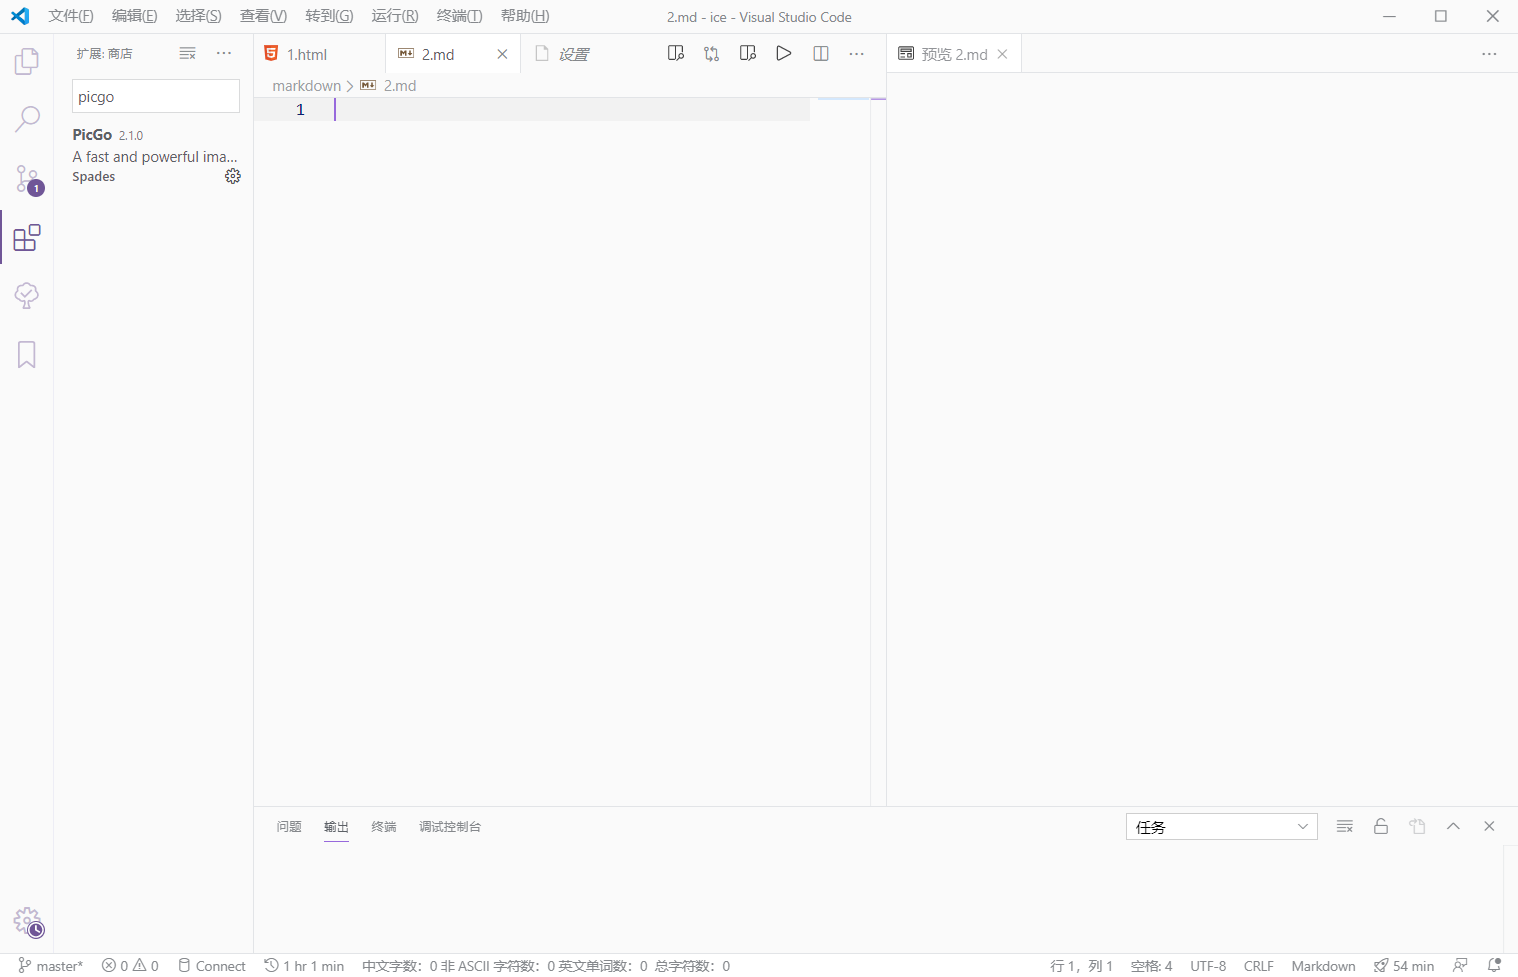 文件(F) 编辑(E) 选择(S) 查看(V) 转到(G) 运行(R) 终端(T) 帮助(H) 2.md - ice - Visual Studio Code
扩展: 商店
1.html 2.md 设置
预览 2.md
markdown > 2.md
picgo
1
PicGo 2.1.0
A fast and powerful ima...
Spades
1
问题 输出 终端 调试控制台
任务
master* 0 0 Connect 1 hr 1 min 中文字数：0 非 ASCII 字符数：0 英文单词数：0 总字符数：0
行 1，列 1 空格: 4 UTF-8 CRLF Markdown 54 min